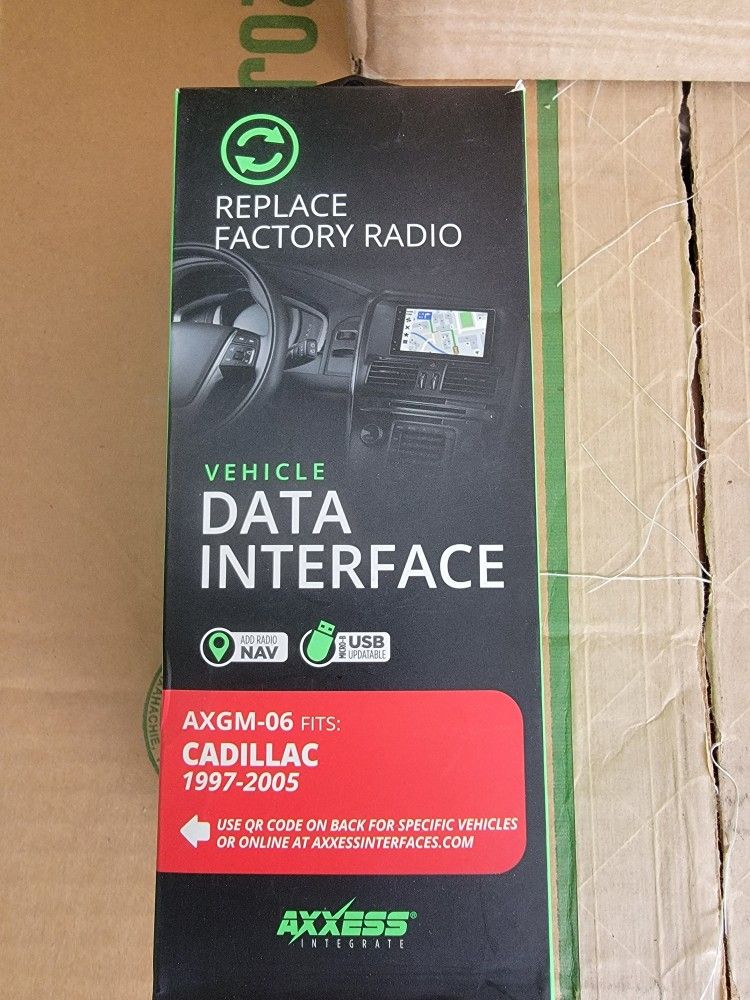 REPLACE
FACTORY RADIO
VEHICLE
DATA
INTERFACE
ADD RADIO
NAV
MICRO-B
USB
UPDATABLE
AXGM-06 FITS:
CADILLAC
1997-2005
USE QR CODE ON BACK FOR SPECIFIC VEHICLES
OR ONLINE AT AXXESSINTERFACES.COM
AXXESS®
INTEGRATE